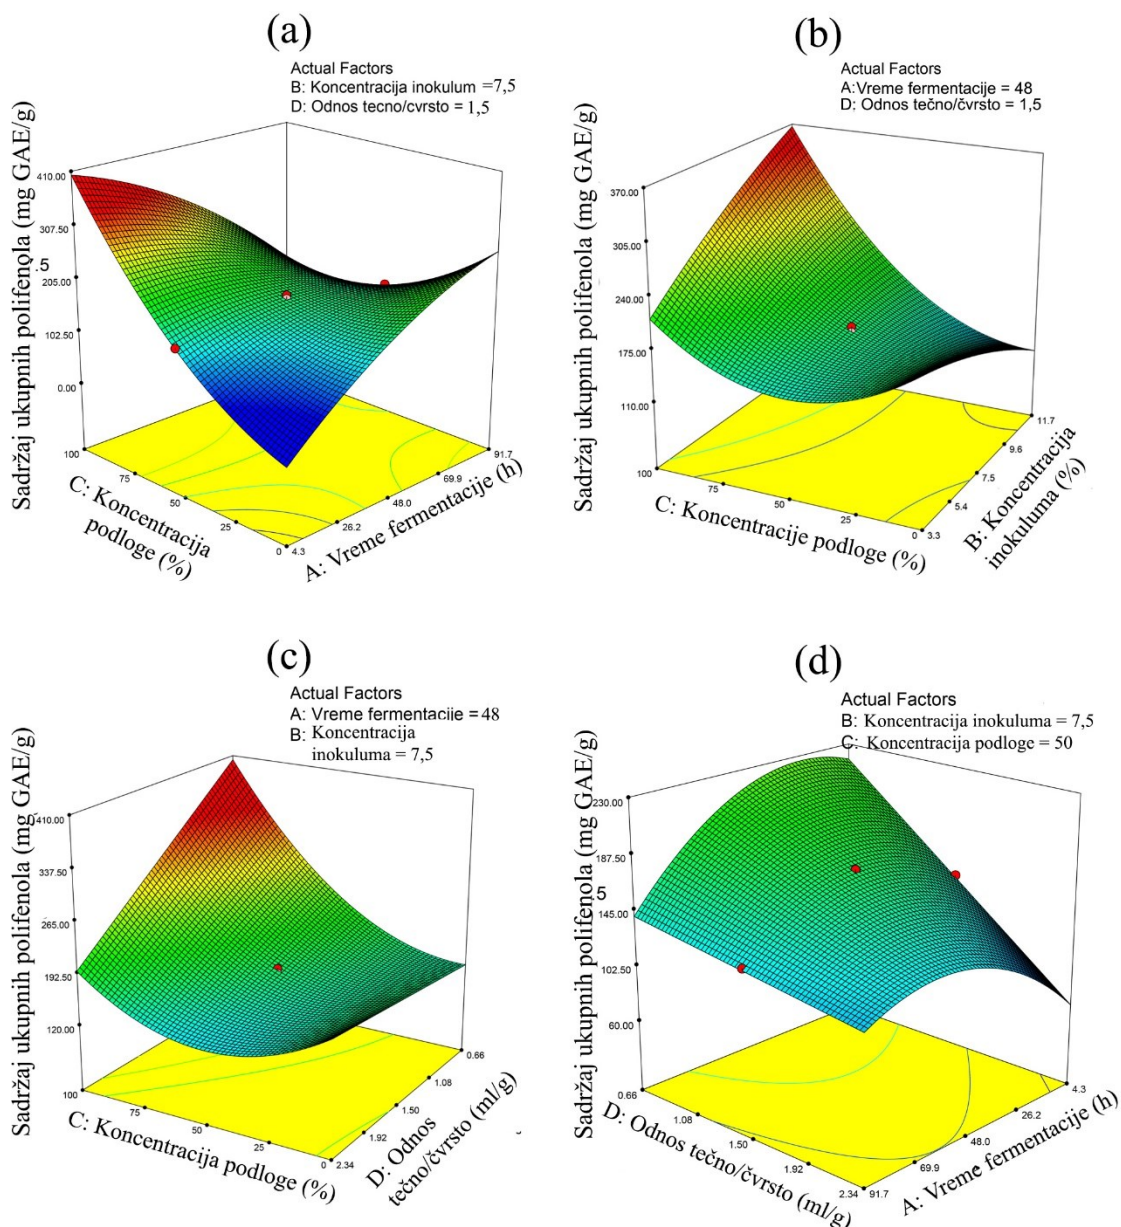 (a)
Actual Factors
B: Koncentracija inokulum =7,5
D: Odnos tecno/cvrsto = 1,5
Sadržaj ukupnih polifenola (mg GAE/g)
410.00
307.50
.5
205.00
102.50
0.00
100
75
50
25
0
C: Koncentracija
podloge (%)
4.3
26.2
48.0
69.9
91.7
A: Vreme fermentacije (h)
(b)
Actual Factors
A:Vreme fermentacije = 48
D: Odnos tečno/čvrsto = 1,5
Sadržaj ukupnih polifenola (mg GAE/g)
370.00
305.00
240.00
175.00
110.00
100
75
50
25
0
C: Koncentracije podloge (%)
3.3
5.4
7.5
9.6
11.7
B: Koncentracija
inokuluma (%)
(c)
Actual Factors
A: Vreme fermentacije = 48
B: Koncentracija
inokuluma = 7,5
Sadržaj ukupnih polifenola (mg GAE/g)
410.00
337.50
265.00
192.50
120.00
100
75
50
25
0
C: Koncentracija podloge (%)
2.34
1.92
1.50
1.08
0.66
D: Odnos
tečno/čvrsto (ml/g)
(d)
Actual Factors
B: Koncentracija inokuluma = 7,5
C: Koncentracija podloge = 50
Sadržaj ukupnih polifenola (mg GAE/g)
230.00
187.50
5
145.00
102.50
60.00
0.66
1.08
1.50
1.92
2.34
D: Odnos tečno/čvrsto (ml/g)
91.7
69.9
48.0
26.2
4.3
A: Vreme fermentacije (h)